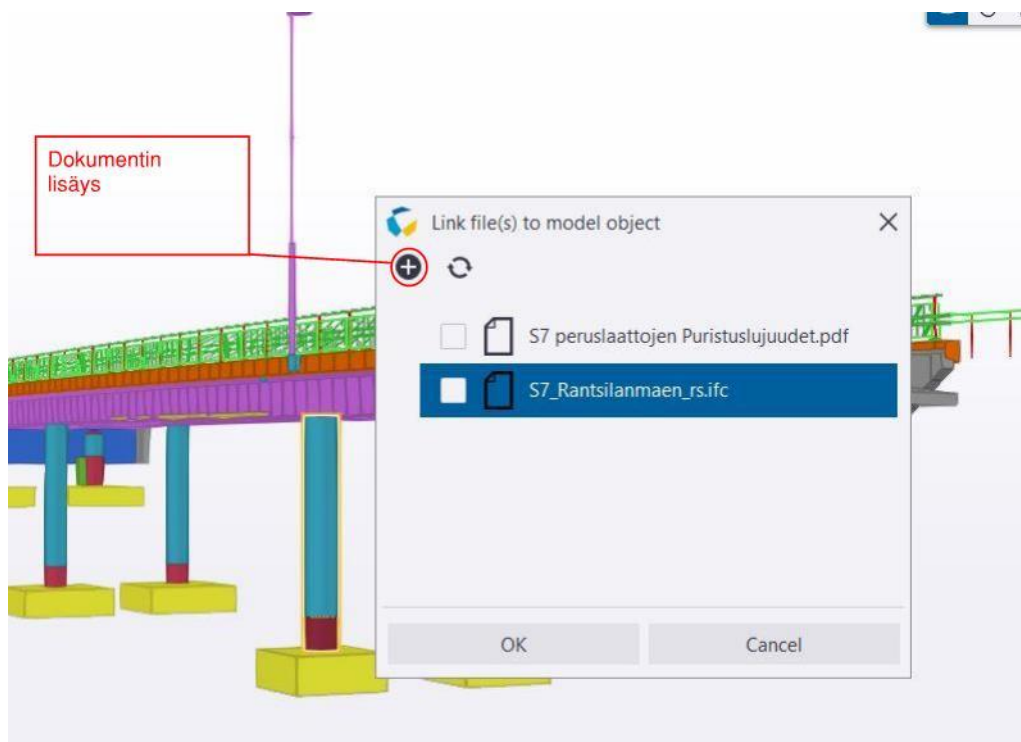 Dokumentin
lisäys
Link file(s) to model object
S7 peruslaattojen Puristuslujuudet.pdf
S7_Rantsilanmaen_rs.ifc
OK
Cancel